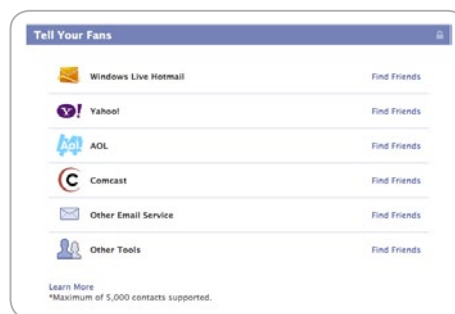 Tell Your Fans
Windows Live Hotmail Find Friends
Y! Yahoo! Find Friends
Aol. AOL Find Friends
C Comcast Find Friends
Other Email Service Find Friends
Other Tools Find Friends
Learn More
*Maximum of 5,000 contacts supported.